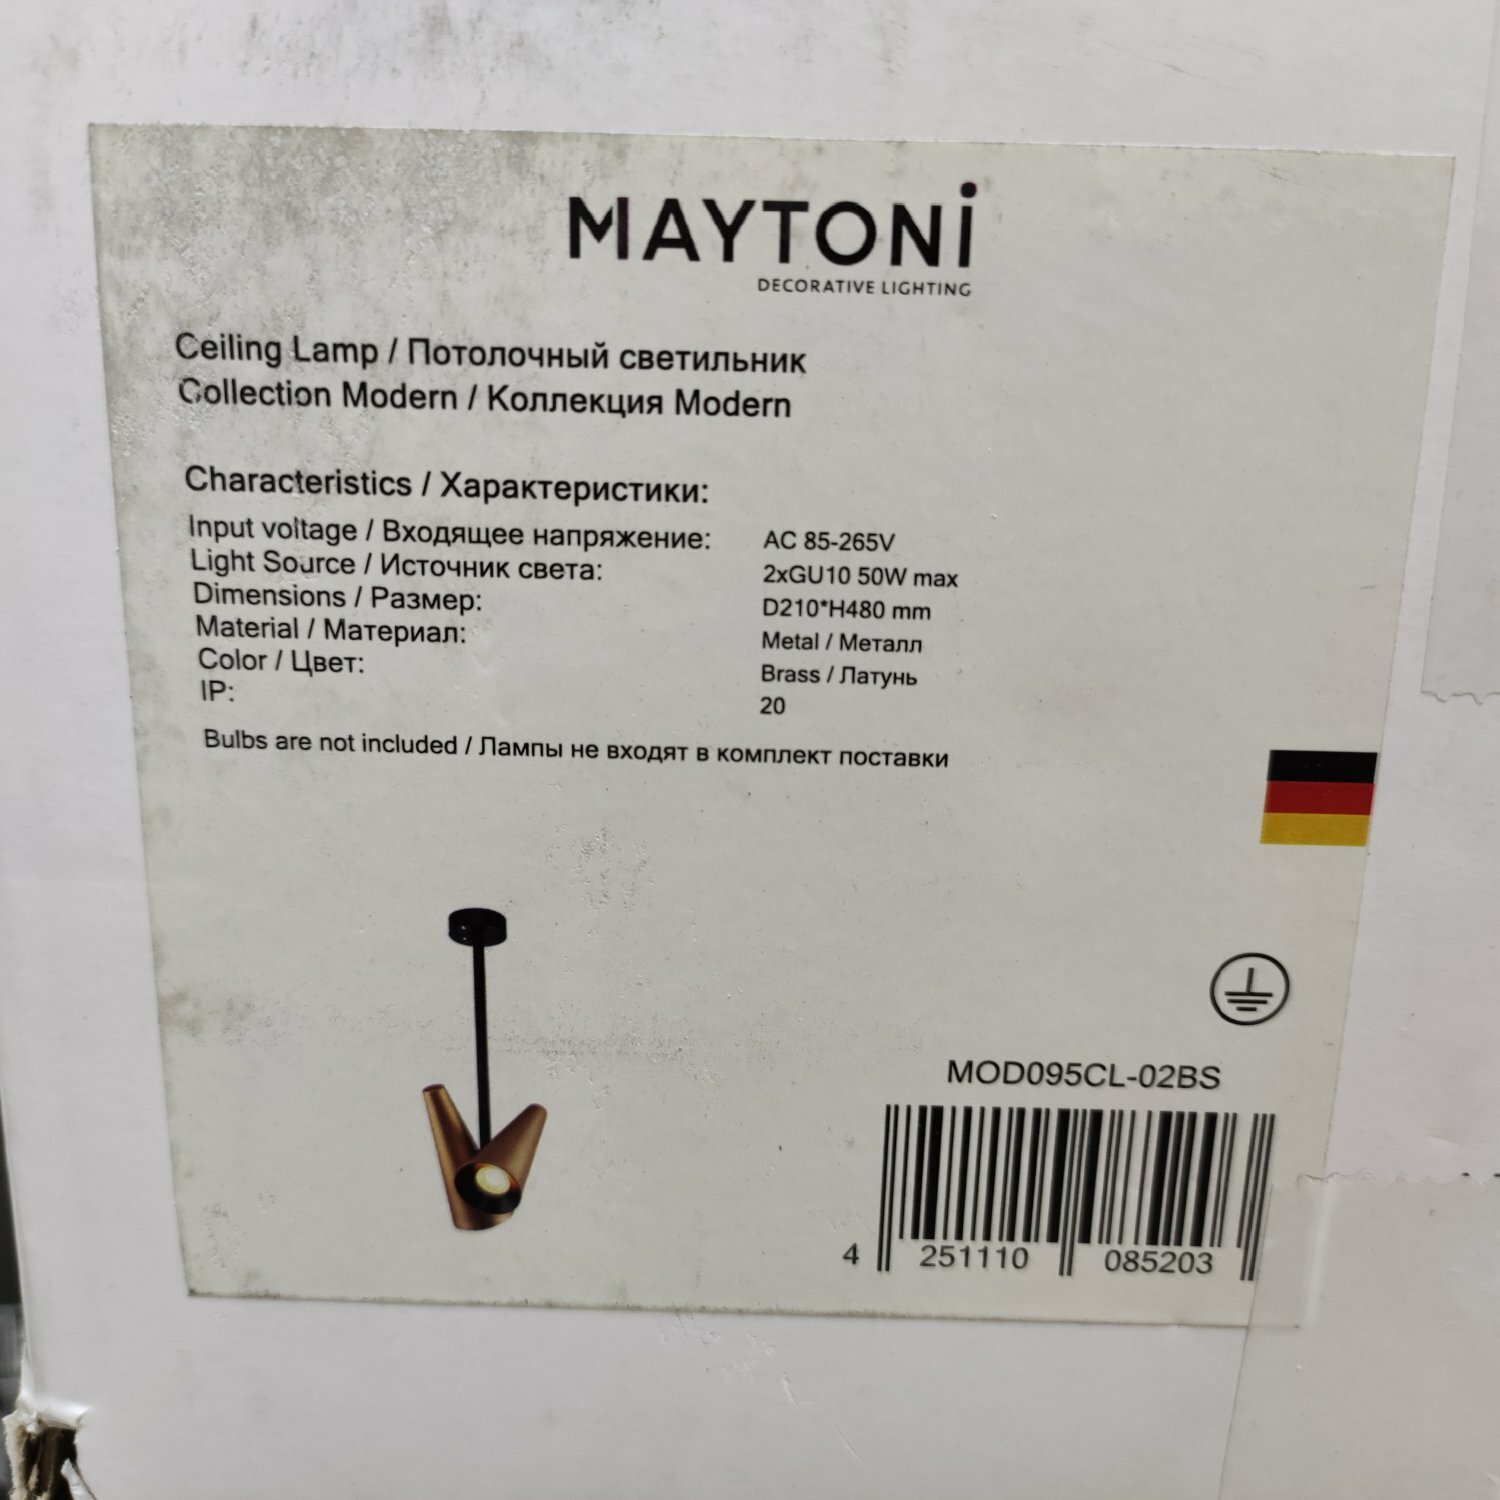 MAYTONi
DECORATIVE LIGHTING
Ceiling Lamp / Потолочный светильник
Collection Modern / Коллекция Modern
Characteristics / Характеристики:
Input voltage / Входящее напряжение: AC 85-265V
Light Source / Источник света: 2xGU10 50W max
Dimensions / Размер: D210*H480 mm
Material / Материал: Metal / Металл
Color / Цвет: Brass / Латунь
IP: 20
Bulbs are not included / Лампы не входят в комплект поставки
MOD095CL-02BS
4 251110 085203